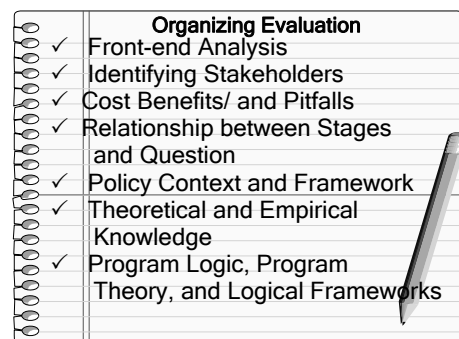 Organizing Evaluation
✓ Front-end Analysis
✓ Identifying Stakeholders
✓ Cost Benefits/ and Pitfalls
✓ Relationship between Stages
and Question
✓ Policy Context and Framework
✓ Theoretical and Empirical
Knowledge
✓ Program Logic, Program
Theory, and Logical Frameworks